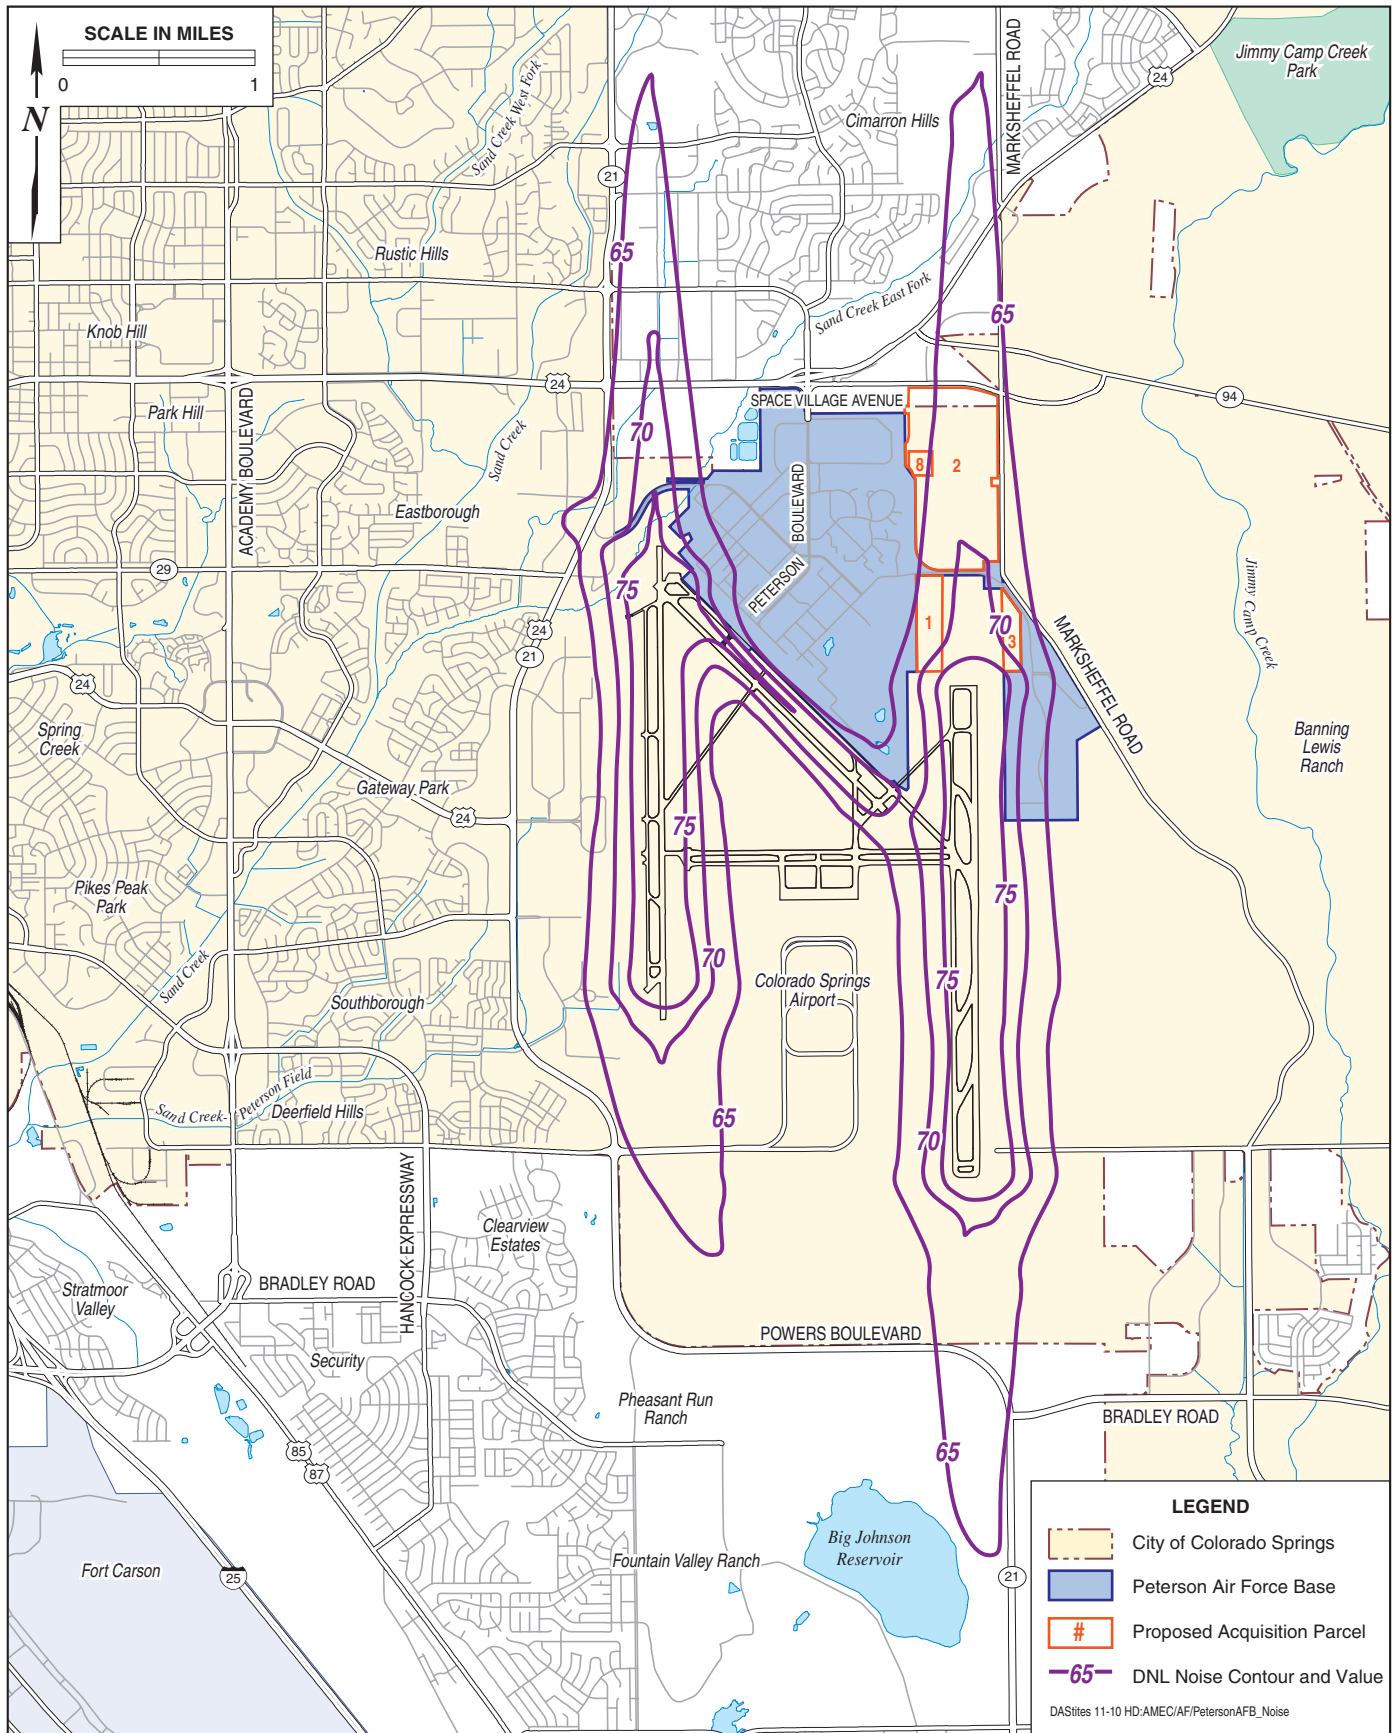 SCALE IN MILES
0 1
N
Jimmy Camp Creek
Park
24
MARKSHEFFEL ROAD
Cimarron Hills
Sand Creek West Fork
21
65
Rustic Hills
Sand Creek East Fork
65
Knob Hill
24
94
SPACE VILLAGE AVENUE
Park Hill
ACADEMY BOULEVARD
70
Sand Creek
8
2
PETERSON BOULEVARD
Eastborough
29
75
Jimmy Camp Creek
24
21
1
70
3
MARKSHEFFEL ROAD
24
Spring
Creek
Banning
Lewis
Ranch
Gateway Park
24
75
Pikes Peak
Park
75
70
Sand Creek
Colorado Springs
Airport
75
Southborough
Sand Creek-Peterson Field
Deerfield Hills
65
70
HANCOCK EXPRESSWAY
Clearview
Estates
Stratmoor
Valley
BRADLEY ROAD
POWERS BOULEVARD
Security
Pheasant Run
Ranch
BRADLEY ROAD
85
87
65
Big Johnson
Reservoir
Fountain Valley Ranch
Fort Carson
25
21
LEGEND
City of Colorado Springs
Peterson Air Force Base
# Proposed Acquisition Parcel
65 DNL Noise Contour and Value
DAStites 11-10 HD:AMEC/AF/PetersonAFB_Noise